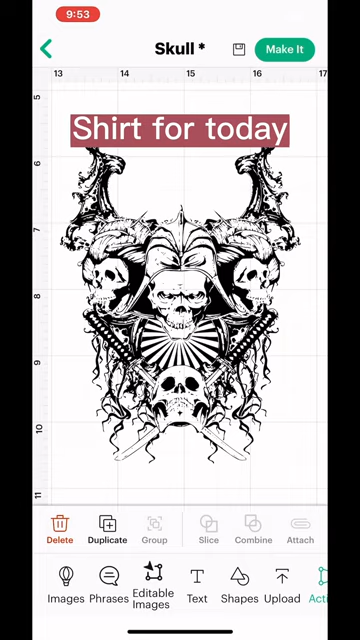 9:53
Skull *
Make It
13 14 15 16 17
5
Shirt for today
6
7
8
9
10
11
Delete Duplicate Group Slice Combine Attach
Images Phrases Editable Images Text Shapes Upload Acti